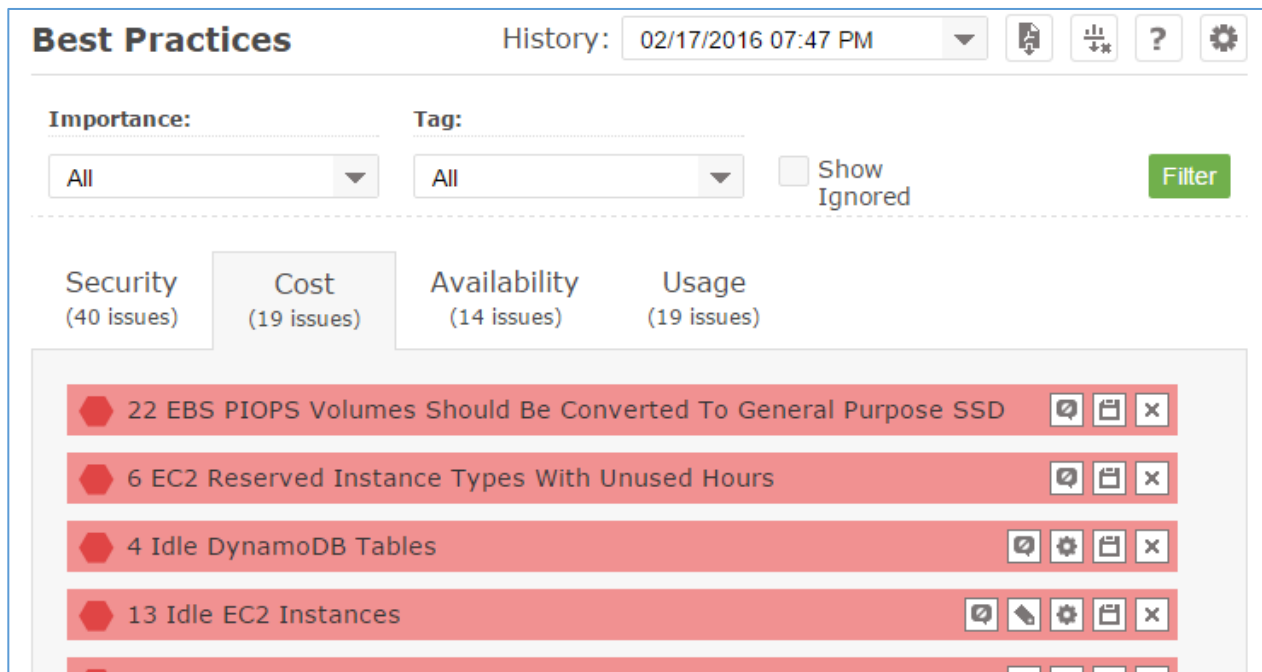 Best Practices
History: 02/17/2016 07:47 PM
?
Importance:
Tag:
All
All
Show
Ignored
Filter
Security
(40 issues)
Cost
(19 issues)
Availability
(14 issues)
Usage
(19 issues)
22 EBS PIOPS Volumes Should Be Converted To General Purpose SSD
6 EC2 Reserved Instance Types With Unused Hours
4 Idle DynamoDB Tables
13 Idle EC2 Instances